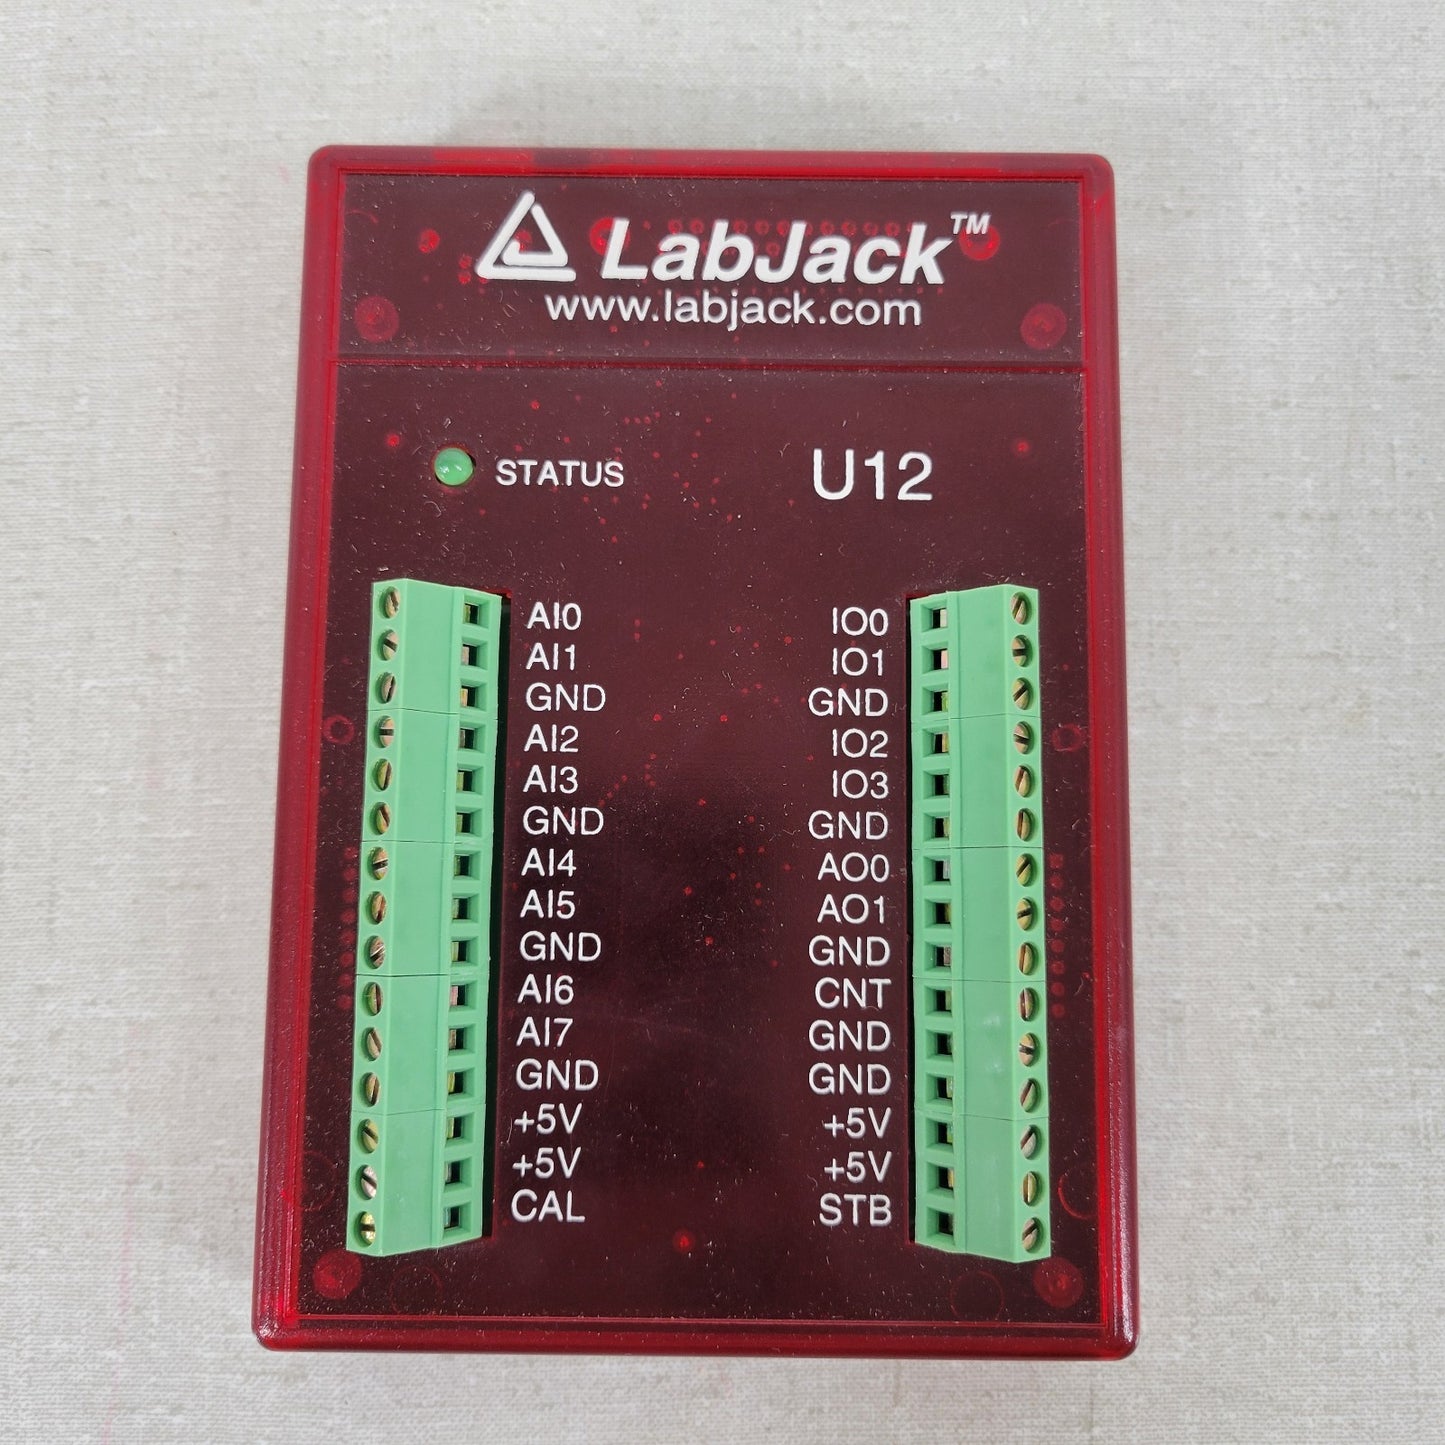 LabJack™
www.labjack.com
STATUS
U12
AI0
AI1
GND
AI2
AI3
GND
AI4
AI5
GND
AI6
AI7
GND
+5V
+5V
CAL
IO0
IO1
GND
IO2
IO3
GND
AO0
AO1
GND
CNT
GND
GND
+5V
+5V
STB